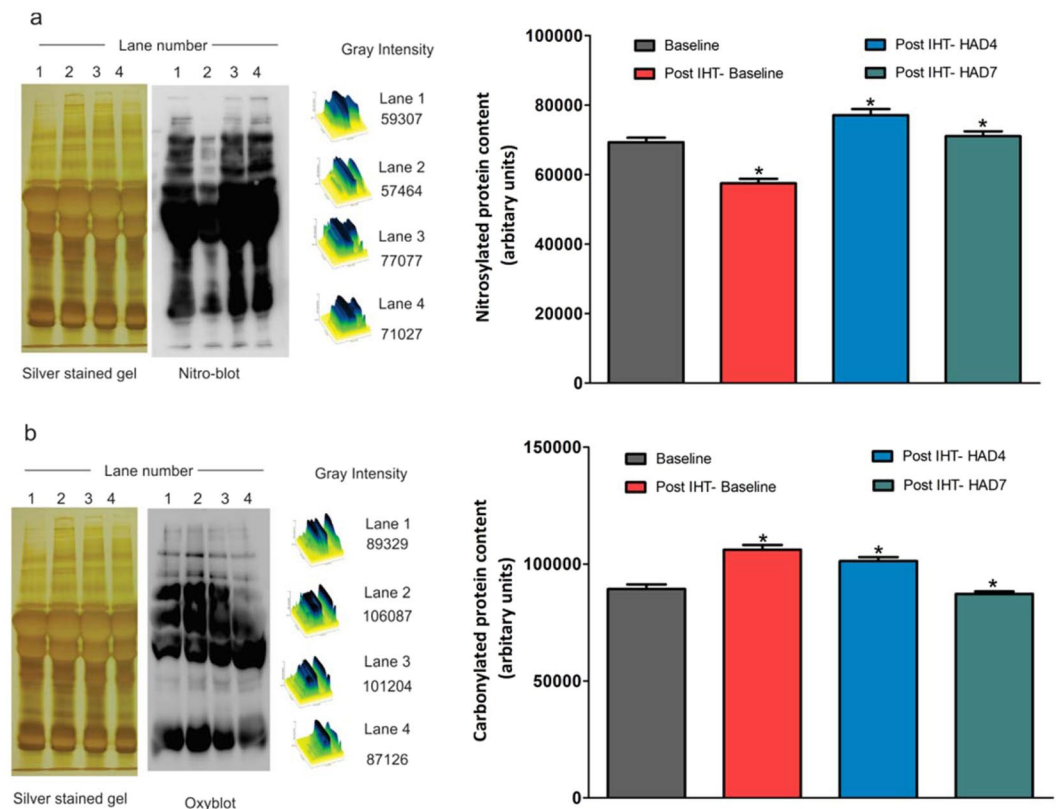 a
Lane number
1 2 3 4
1 2 3 4
Gray Intensity
Lane 1
59307
Lane 2
57464
Lane 3
77077
Lane 4
71027
Silver stained gel
Nitro-blot
Nitrosylated protein content
(arbitary units)
100000
80000
60000
40000
20000
0
Baseline
Post IHT- Baseline
Post IHT- HAD4
Post IHT- HAD7
*
*
*
b
Lane number
1 2 3 4
1 2 3 4
Gray Intensity
Lane 1
89329
Lane 2
106087
Lane 3
101204
Lane 4
87126
Silver stained gel
Oxyblot
Carbonylated protein content
(arbitary units)
150000
100000
50000
0
Baseline
Post IHT- Baseline
Post IHT- HAD4
Post IHT- HAD7
*
*
*